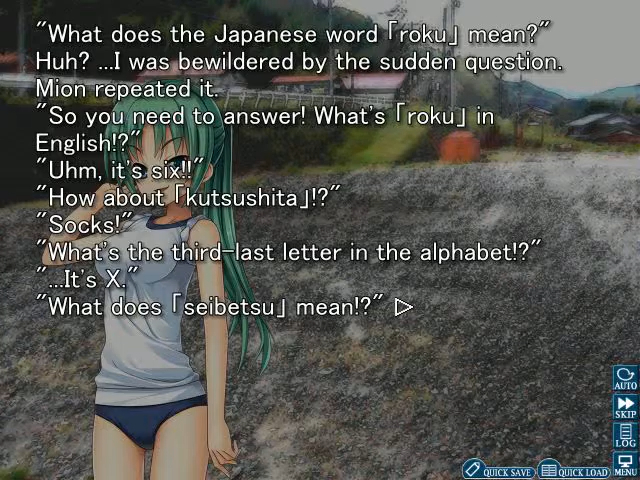 "What does the Japanese word「roku」mean?"
Huh? ...I was bewildered by the sudden question.
Mion repeated it.
"So you need to answer! What's「roku」in
English!?"
"Uhm, it's six!!"
"How about「kutsushita」!?"
"Socks!"
"What's the third-last letter in the alphabet!?"
"...It's X."
"What does「seibetsu」mean!?"
AUTO
SKIP
LOG
MENU
QUICK SAVE
QUICK LOAD